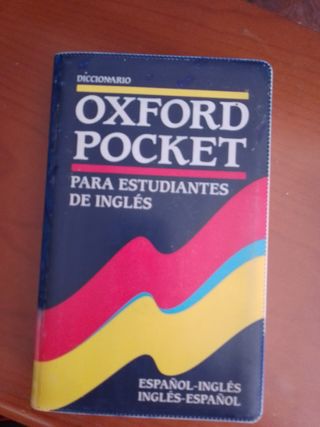 DICCIONARIO
OXFORD
POCKET
PARA ESTUDIANTES
DE INGLÉS
ESPAÑOL-INGLÉS
INGLÉS-ESPAÑOL